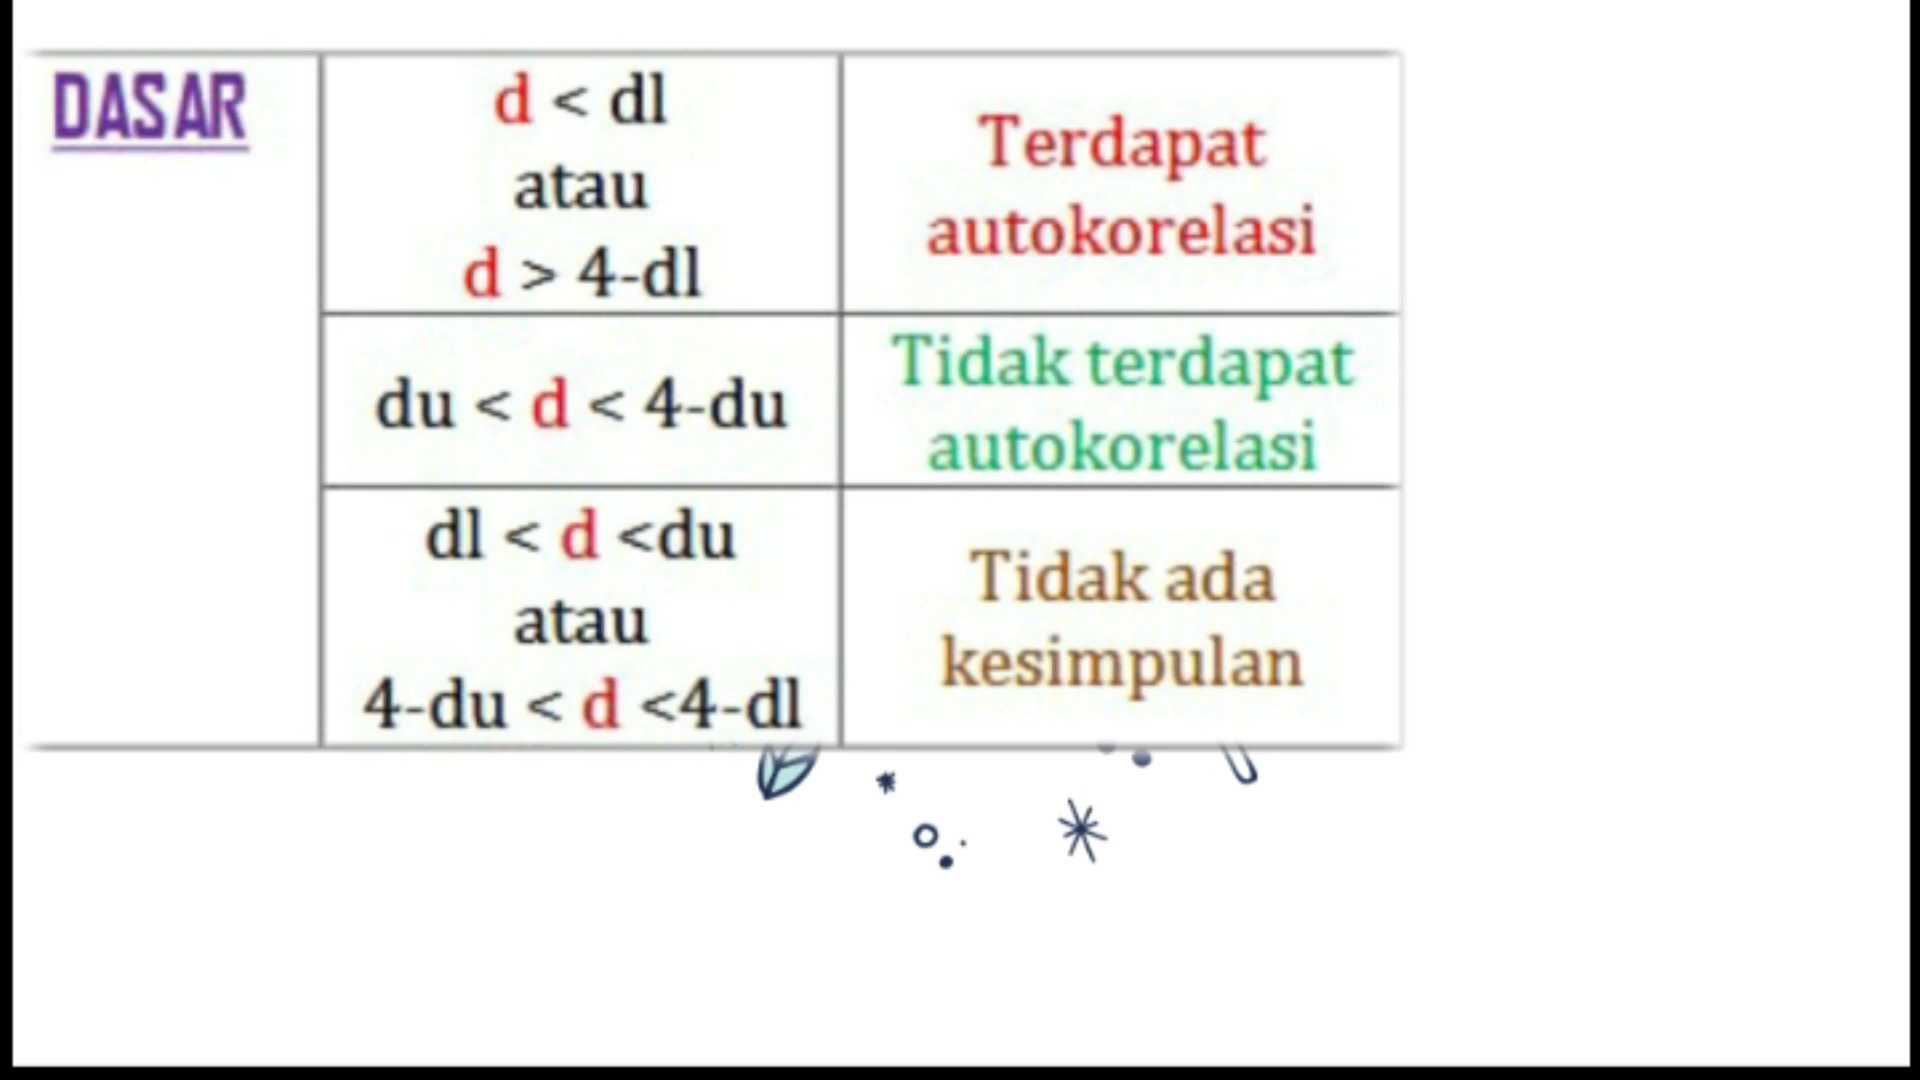 DASAR
d < dl
atau
d > 4-dl
Terdapat
autokorelasi
du < d < 4-du
Tidak terdapat
autokorelasi
dl < d <du
atau
4-du < d <4-dl
Tidak ada
kesimpulan